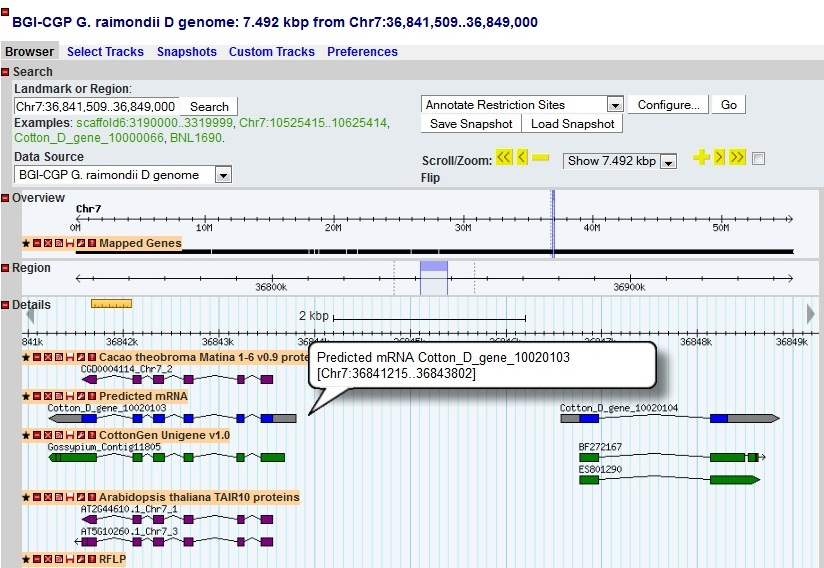 BGI-CGP G. raimondii D genome: 7.492 kbp from Chr7:36,841,509..36,849,000
Browser Select Tracks Snapshots Custom Tracks Preferences
Search
Landmark or Region:
Chr7:36,841,509..36,849,000 Search
Annotate Restriction Sites Configure... Go
Examples: scaffold6:3190000..3319999, Chr7:10525415..10625414,
Cotton_D_gene_10000066, BNL1690.
Save Snapshot Load Snapshot
Data Source
BGI-CGP G. raimondii D genome
Scroll/Zoom: Show 7.492 kbp
Flip
Overview
Chr7
0M 10M 20M 30M 40M 50M
Mapped Genes
Region
36800k 36900k
Details
2 kbp
841k 36842k 36843k 36847k 36848k 36849k
Cacao theobroma Matina 1-6 v0.9 prote
Predicted mRNA Cotton_D_gene_10020103
[Chr7:36841215..36843802]
CGD0004114_Chr7_2
Predicted mRNA
Cotton_D_gene_10020103 Cotton_D_gene_10020104
CottonGen Unigene v1.0
Gossypium_Contig11805 BF272167
ES801290
Arabidopsis thaliana TAIR10 proteins
AT2G44610.1_Chr7_1
AT5G10260.1_Chr7_3
RFLP